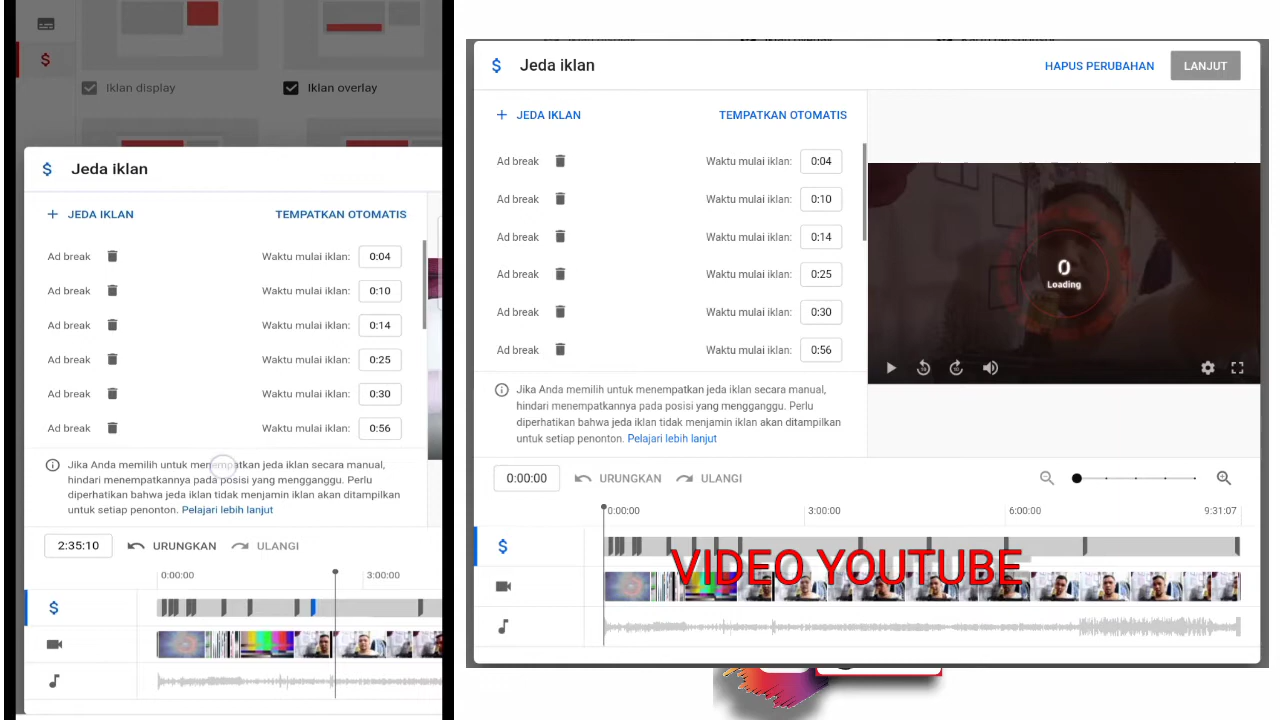 Iklan display
Iklan overlay
Jeda iklan
JEDA IKLAN
TEMPATKAN OTOMATIS
Ad break
Waktu mulai iklan:
0:04
Ad break
Waktu mulai iklan:
0:10
Ad break
Waktu mulai iklan:
0:14
Ad break
Waktu mulai iklan:
0:25
Ad break
Waktu mulai iklan:
0:30
Ad break
Waktu mulai iklan:
0:56
Jika Anda memilih untuk menempatkan jeda iklan secara manual,
hindari menempatkannya pada posisi yang mengganggu. Perlu
diperhatikan bahwa jeda iklan tidak menjamin iklan akan ditampilkan
untuk setiap penonton. Pelajari lebih lanjut
2:35:10
URUNGKAN
ULANGI
0:00:00
3:00:00
Jeda iklan
HAPUS PERUBAHAN
LANJUT
JEDA IKLAN
TEMPATKAN OTOMATIS
Ad break
Waktu mulai iklan:
0:04
Ad break
Waktu mulai iklan:
0:10
Ad break
Waktu mulai iklan:
0:14
Ad break
Waktu mulai iklan:
0:25
Ad break
Waktu mulai iklan:
0:30
Ad break
Waktu mulai iklan:
0:56
0
Loading
Jika Anda memilih untuk menempatkan jeda iklan secara manual,
hindari menempatkannya pada posisi yang mengganggu. Perlu
diperhatikan bahwa jeda iklan tidak menjamin iklan akan ditampilkan
untuk setiap penonton. Pelajari lebih lanjut
0:00:00
URUNGKAN
ULANGI
0:00:00
3:00:00
6:00:00
9:31:07
VIDEO YOUTUBE